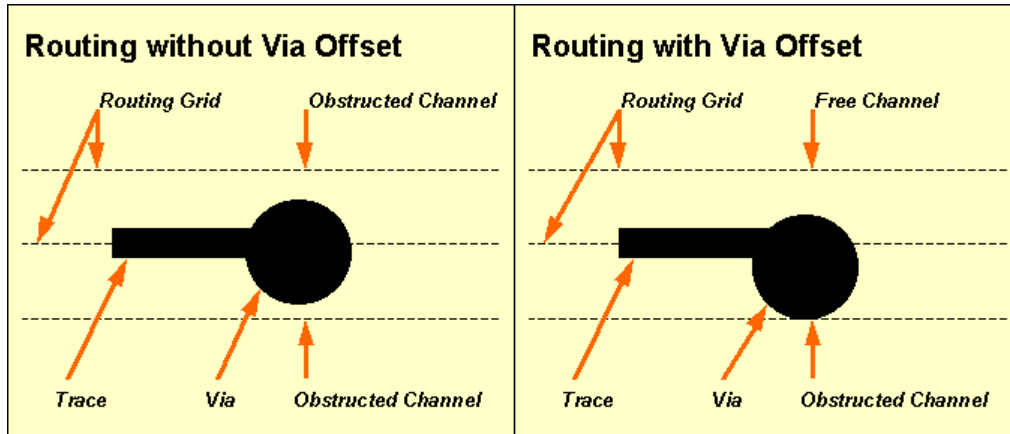 Routing without Via Offset
Routing Grid
Obstructed Channel
Trace
Via
Obstructed Channel
Routing with Via Offset
Routing Grid
Free Channel
Trace
Via
Obstructed Channel